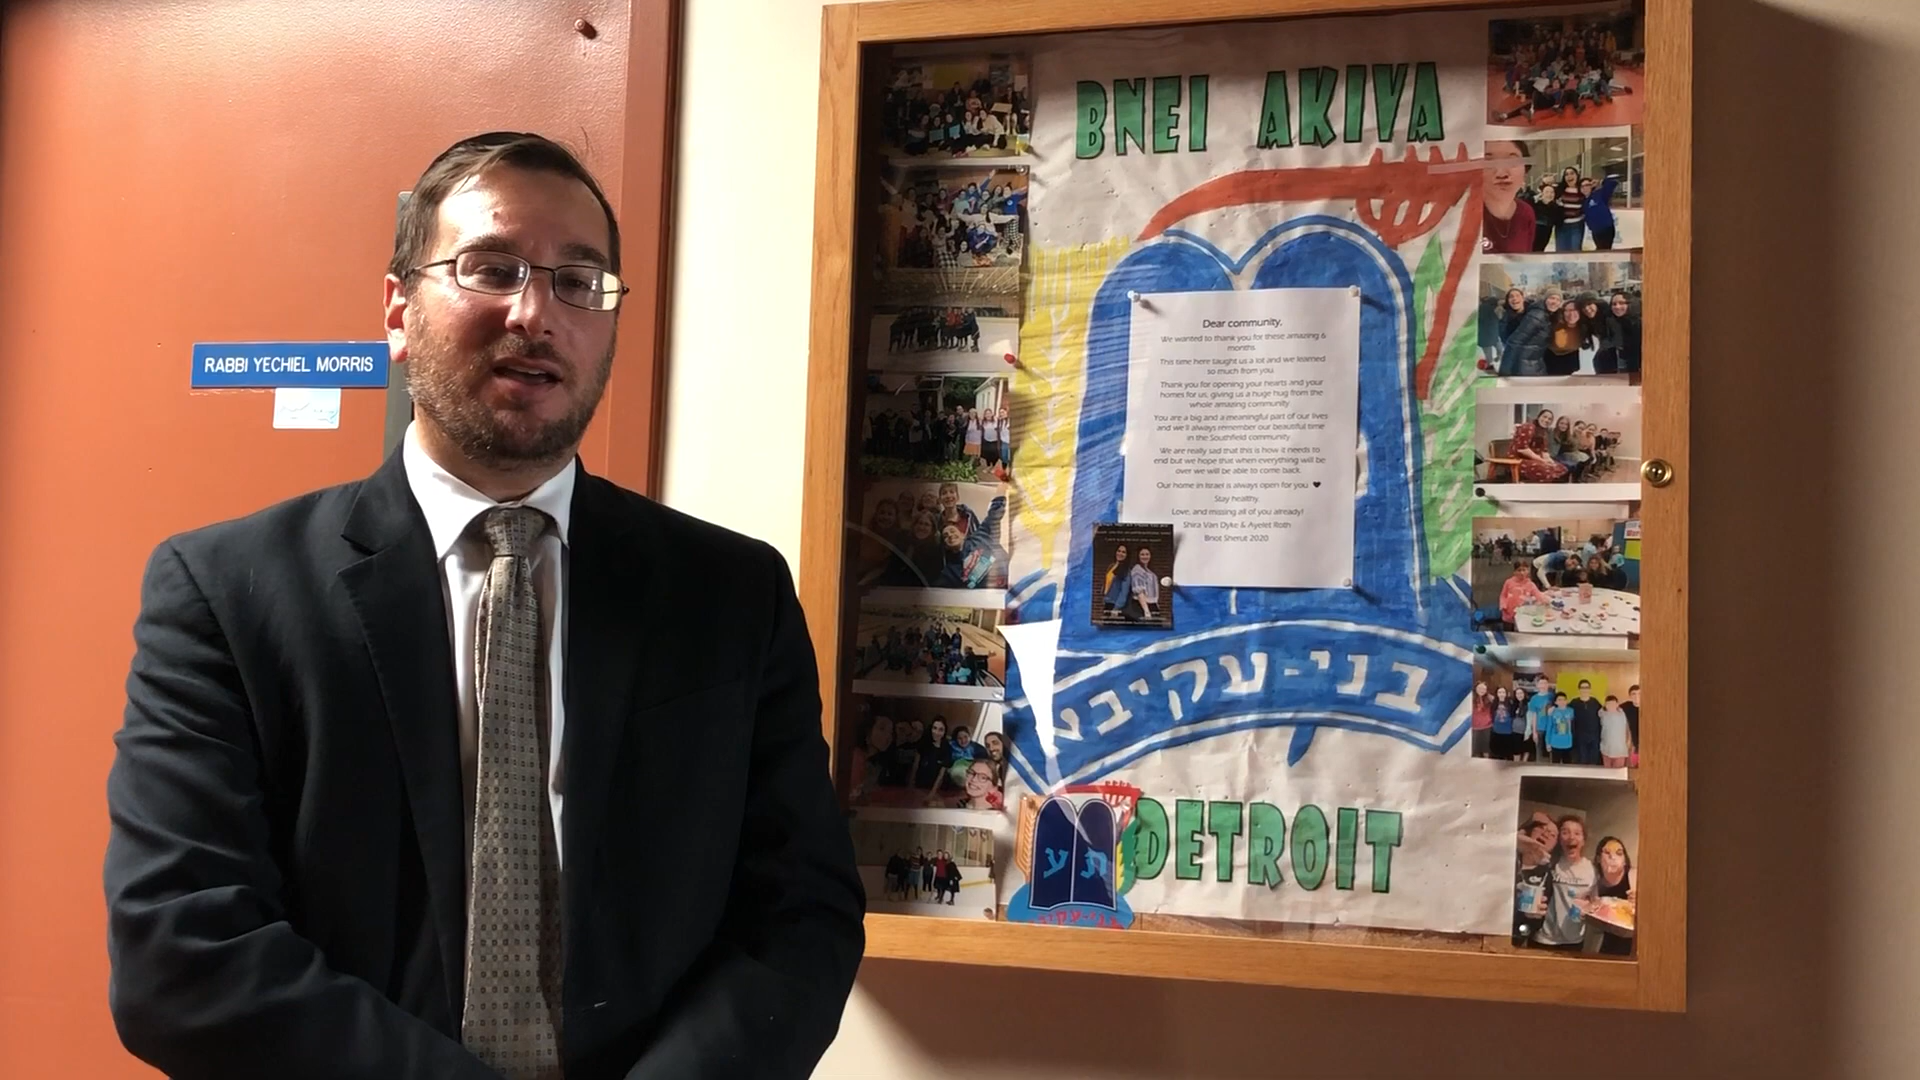 RABBI YECHIEL MORRIS
BNEI AKIVA
Dear community,
We wanted to thank you for these amazing 6
months.
This time here taught us a lot and we learned
so much from you.
Thank you for opening your hearts and your
homes for us, giving us a huge hug from the
whole amazing community
You are a big and a meaningful part of our lives
and we'll always remember our beautiful time
in the Southfield community
We are really sad that this is how it needs to
end but we hope that when everything will be
over we will be able to come back.
Our home in Israel is always open for you ♥
Stay healthy.
Love, and missing all of you already!
Shira Van Dyke & Ayelet Roth
Bnot Sherut 2020
בני-עקיבא
ת ע
DETROIT